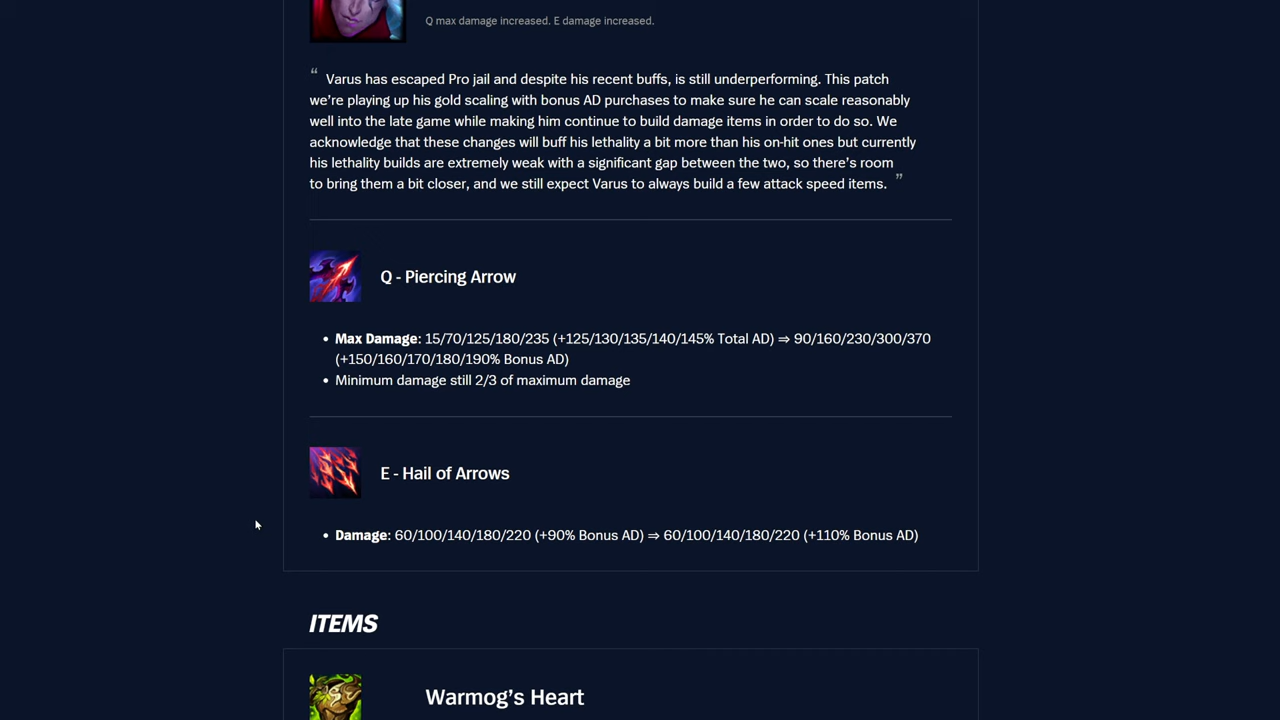 Q max damage increased. E damage increased.
“ Varus has escaped Pro jail and despite his recent buffs, is still underperforming. This patch
we’re playing up his gold scaling with bonus AD purchases to make sure he can scale reasonably
well into the late game while making him continue to build damage items in order to do so. We
acknowledge that these changes will buff his lethality a bit more than his on-hit ones but currently
his lethality builds are extremely weak with a significant gap between the two, so there’s room
to bring them a bit closer, and we still expect Varus to always build a few attack speed items. ”
Q - Piercing Arrow
• Max Damage: 15/70/125/180/235 (+125/130/135/140/145% Total AD) ⇒ 90/160/230/300/370
(+150/160/170/180/190% Bonus AD)
• Minimum damage still 2/3 of maximum damage
E - Hail of Arrows
• Damage: 60/100/140/180/220 (+90% Bonus AD) ⇒ 60/100/140/180/220 (+110% Bonus AD)
ITEMS
Warmog’s Heart